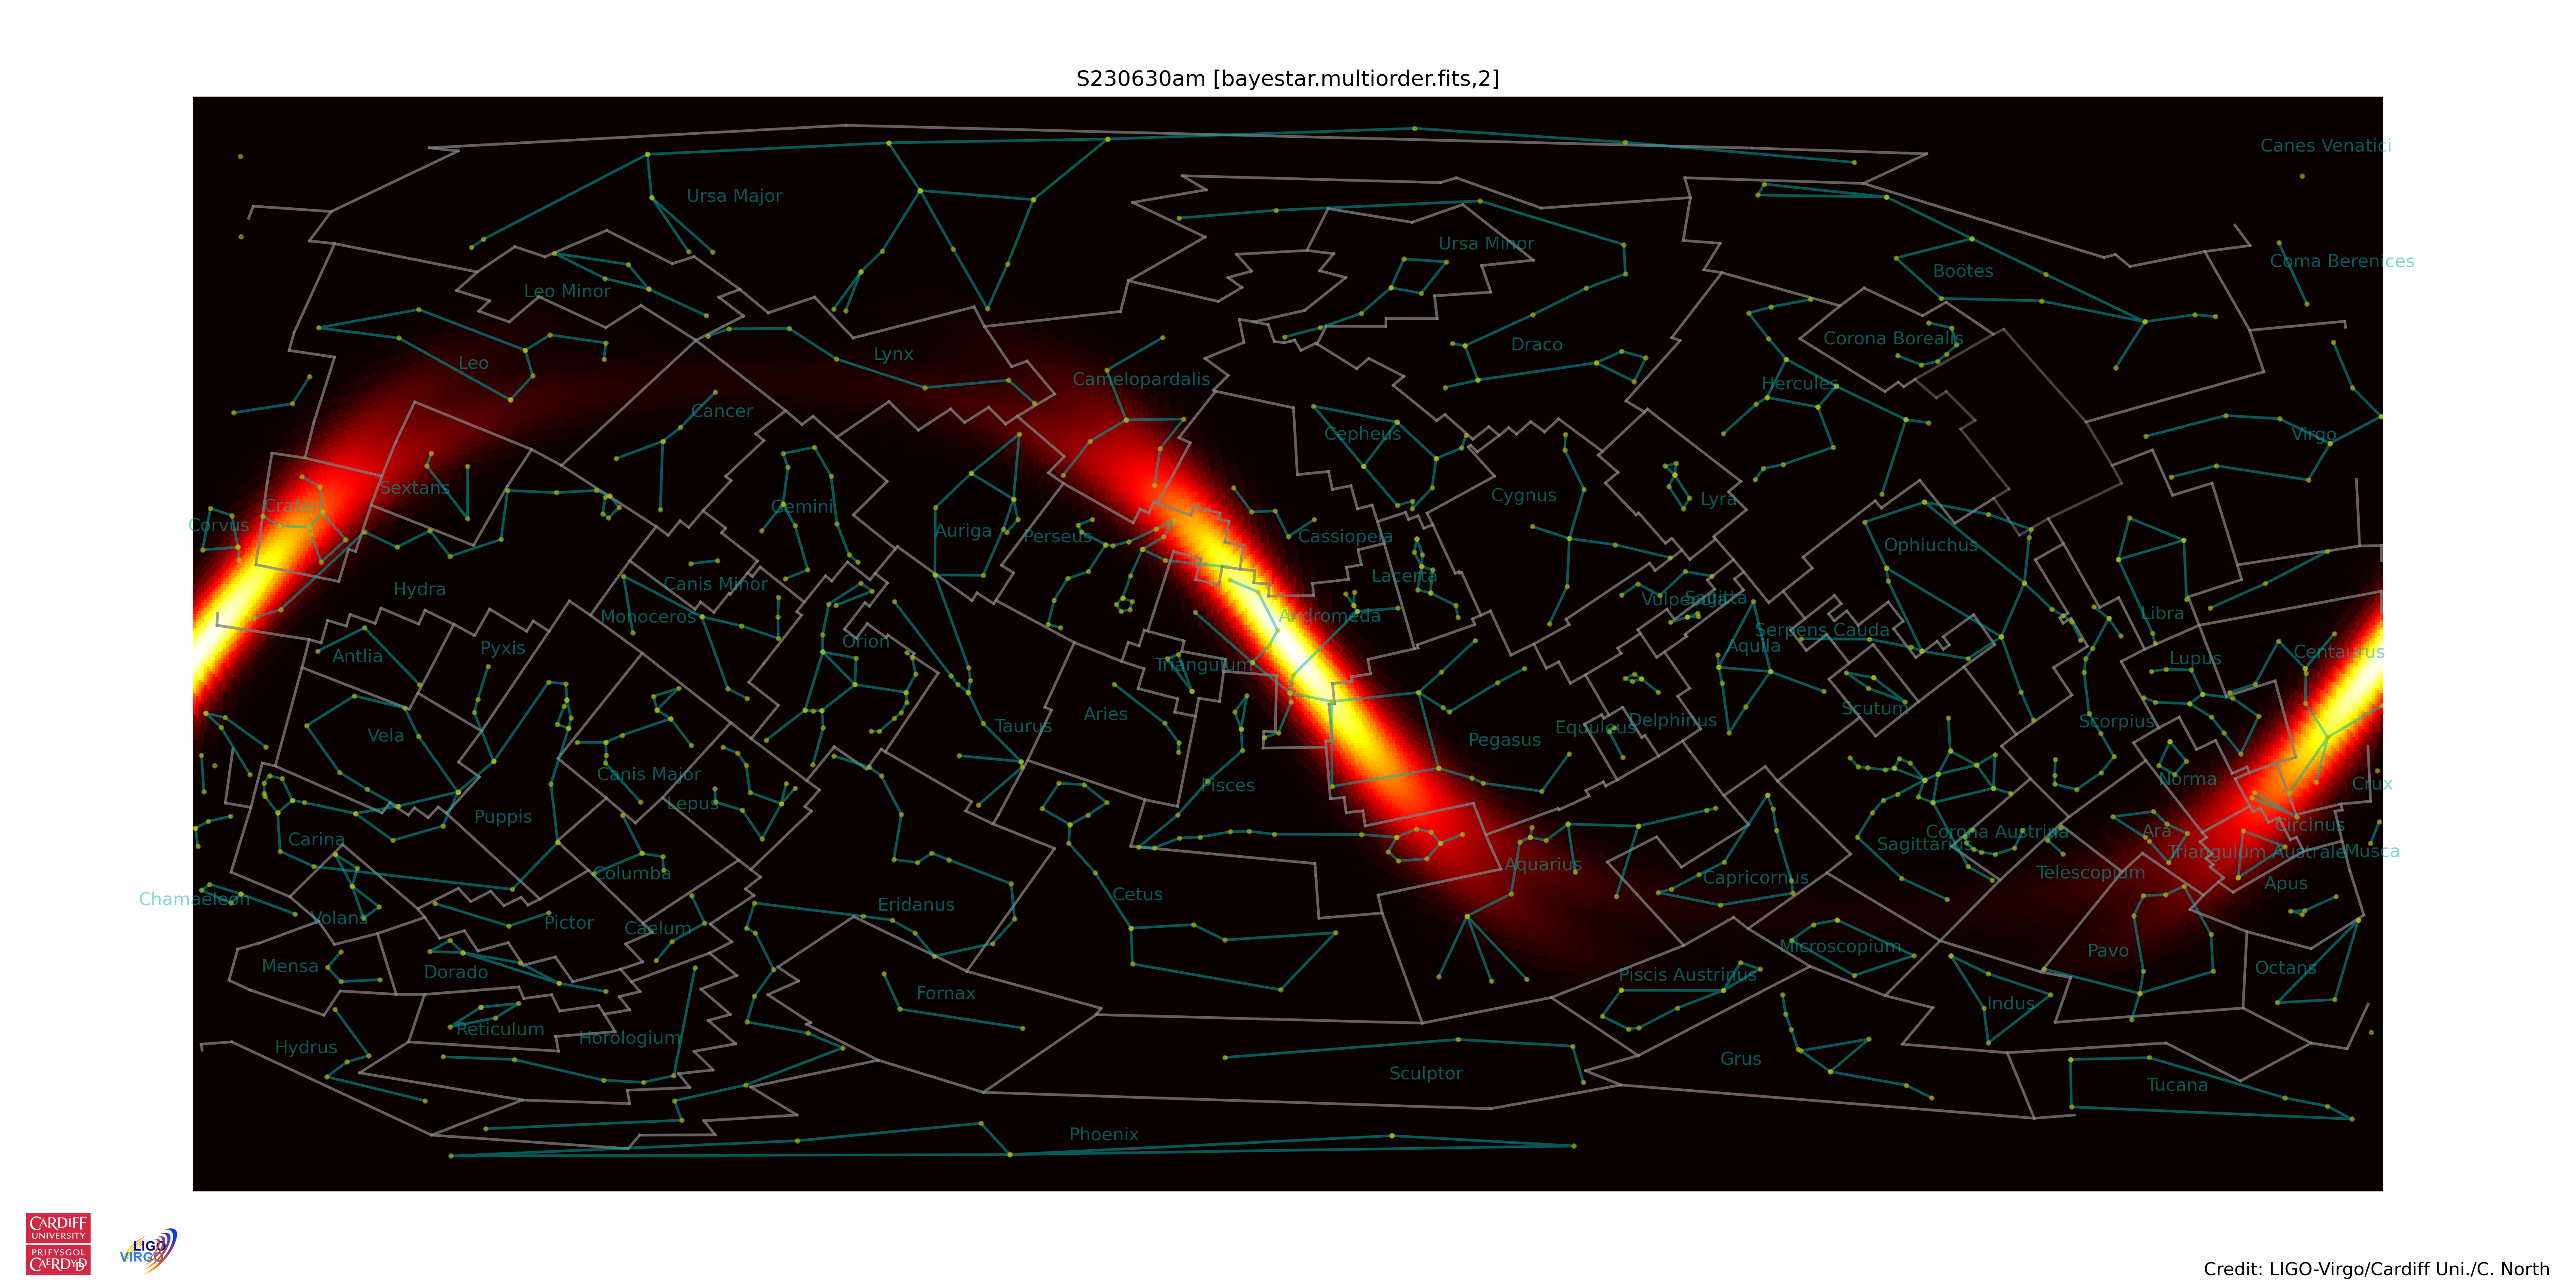 S230630am [bayestar.multiorder.fits,2]
Canes Venatici
Ursa Major
Ursa Minor
Coma Berenices
Boötes
Leo Minor
Corona Borealis
Draco
Lynx
Leo
Camelopardalis
Hercules
Cancer
Cepheus
Virgo
Sextans
Cygnus
Lyra
Crater
Gemini
Corvus
Auriga
Perseus
Cassiopeia
Ophiuchus
Lacerta
Canis Minor
Hydra
Vulpecula
Sagitta
Monoceros
Andromeda
Libra
Serpens Cauda
Orion
Aquila
Pyxis
Antlia
Centaurus
Lupus
Triangulum
Scutum
Aries
Delphinus
Scorpius
Taurus
Equuleus
Vela
Pegasus
Canis Major
Norma
Crux
Pisces
Lepus
Puppis
Circinus
Carina
Corona Austrina
Ara
Sagittarius
Triangulum Australe
Musca
Aquarius
Columba
Telescopium
Capricornus
Apus
Cetus
Chamaeleon
Eridanus
Volans
Pictor
Caelum
Microscopium
Pavo
Mensa
Octans
Dorado
Piscis Austrinus
Fornax
Indus
Reticulum
Horologium
Hydrus
Grus
Sculptor
Tucana
Phoenix
CARDIFF
UNIVERSITY
PRIFYSGOL
CAERDYDD
LIGO
VIRGO
Credit: LIGO-Virgo/Cardiff Uni./C. North